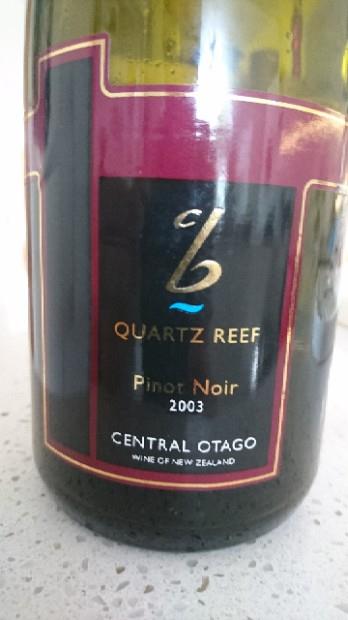 QUARTZ REEF
Pinot Noir
2003
CENTRAL OTAGO
WINE OF NEW ZEALAND